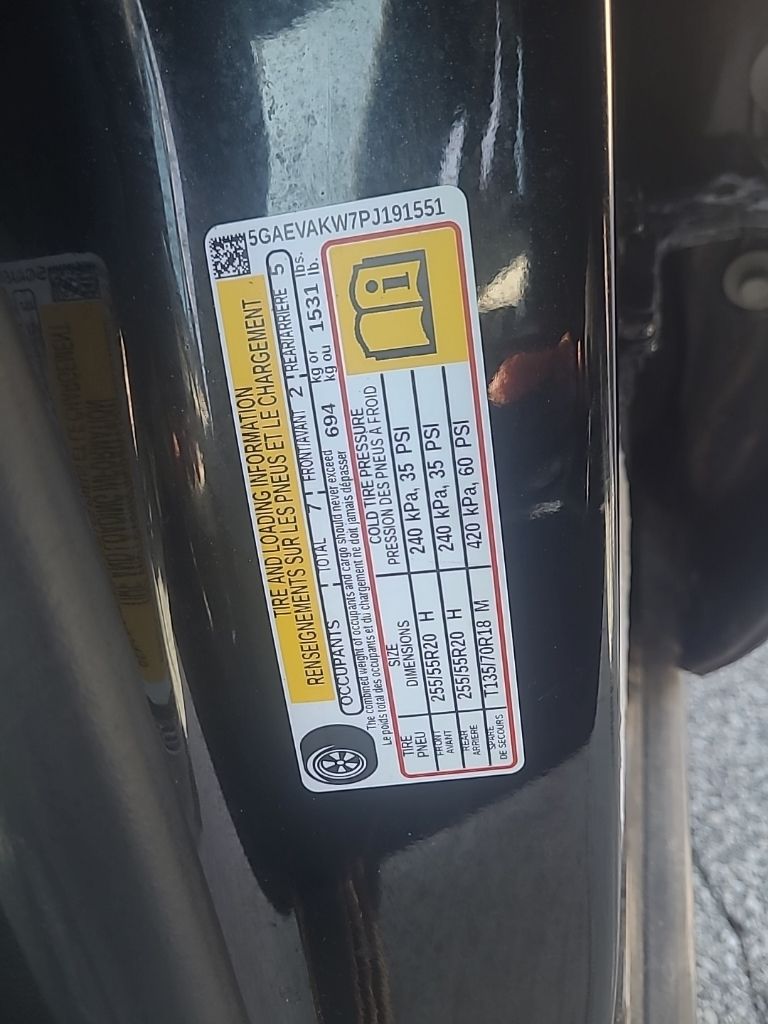 5GAEVAKW7PJ191551
TIRE AND LOADING INFORMATION
RENSEIGNEMENTS SUR LES PNEUS ET LE CHARGEMENT
OCCUPANTS TOTAL 7 FRONT/AVANT 2 REAR/ARRIÈRE 5
The combined weight of occupants and cargo should never exceed 694 kg or 1531 lbs.
Le poids total des occupants et du chargement ne doit jamais dépasser kg ou lb.
TIRE SIZE COLD TIRE PRESSURE
PNEU DIMENSIONS PRESSION DES PNEUS À FROID
FRONT 255/55R20 H 240 kPa, 35 PSI
AVANT
REAR 255/55R20 H 240 kPa, 35 PSI
ARRIÈRE
SPARE T135/70R18 M 420 kPa, 60 PSI
DE SECOURS